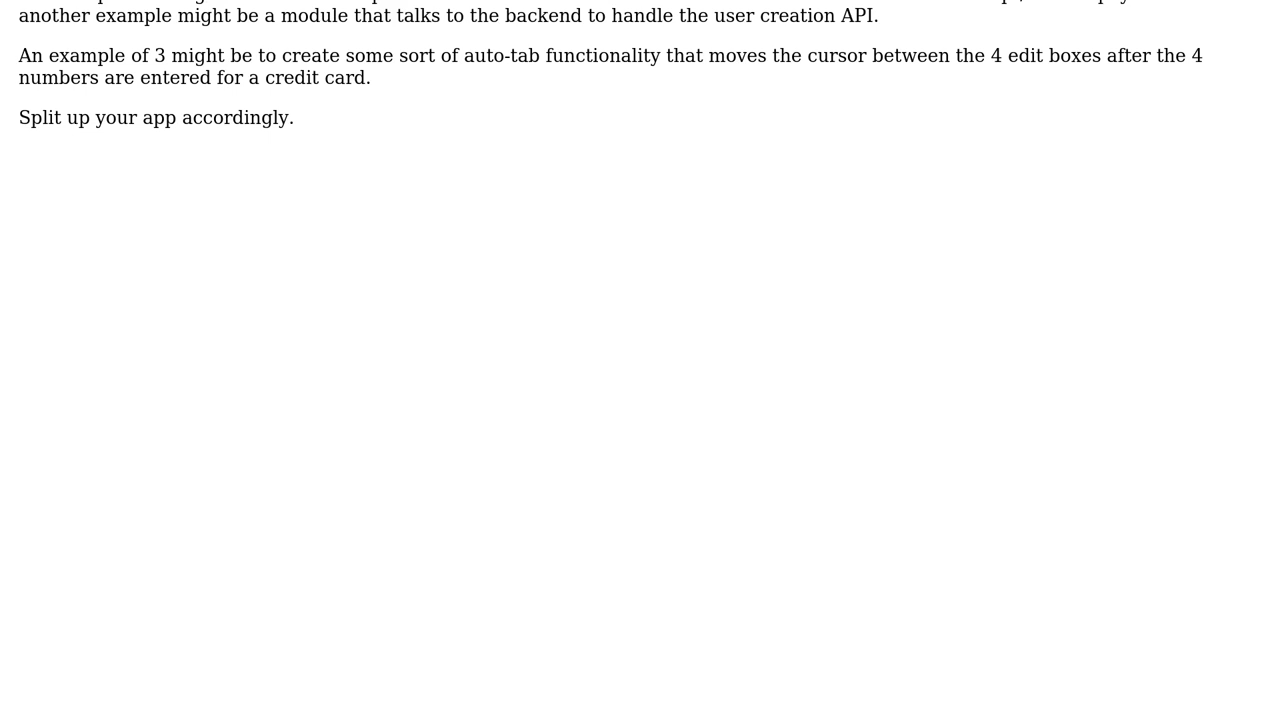 another example might be a module that talks to the backend to handle the user creation API.
An example of 3 might be to create some sort of auto-tab functionality that moves the cursor between the 4 edit boxes after the 4
numbers are entered for a credit card.
Split up your app accordingly.